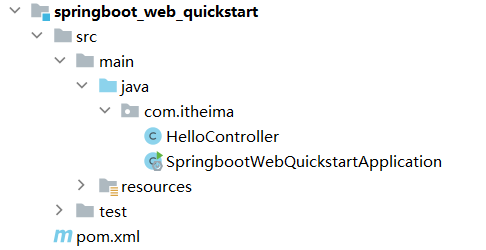 springboot_web_quickstart
src
main
java
com.itheima
HelloController
SpringbootWebQuickstartApplication
resources
test
pom.xml